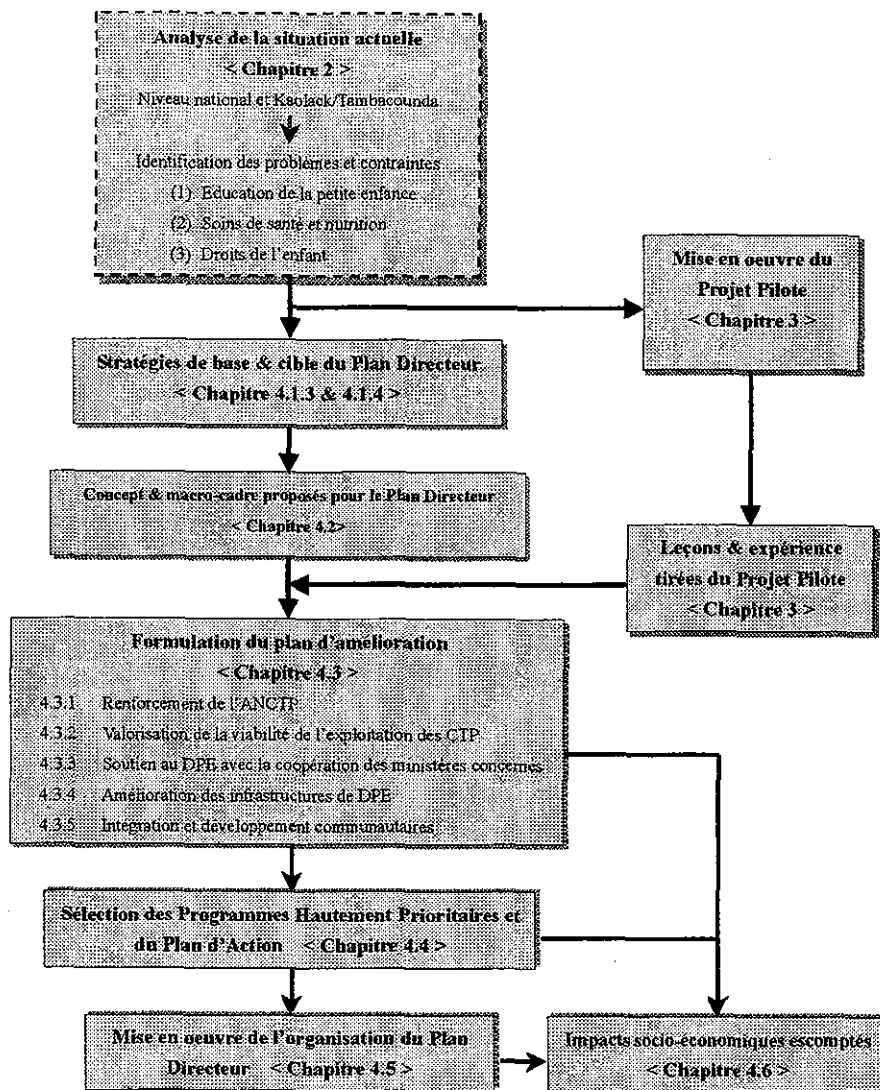 Analyse de la situation actuelle
< Chapitre 2 >
Niveau national et Kaolack/Tambacounda
Identification des problèmes et contraintes
(1) Education de la petite enfance
(2) Soins de santé et nutrition
(3) Droits de l'enfant
Mise en oeuvre du
Projet Pilote
< Chapitre 3 >
Stratégies de base & cible du Plan Directeur
< Chapitre 4.1.3 & 4.1.4 >
Concept & macro-cadre proposés pour le Plan Directeur
< Chapitre 4.2>
Leçons & expérience
tirées du Projet Pilote
< Chapitre 3 >
Formulation du plan d'amélioration
< Chapitre 4.3 >
4.3.1 Renforcement de l'ANCTP
4.3.2 Valorisation de la viabilité de l'exploitation des CTP
4.3.3 Soutien au DPE avec la coopération des ministères concernés
4.3.4 Amélioration des infrastructures de DPE
4.3.5 Intégration et développement communautaires
Sélection des Programmes Hautement Prioritaires et
du Plan d'Action < Chapitre 4.4 >
Mise en oeuvre de l'organisation du Plan
Directeur < Chapitre 4.5 >
Impacts socio-économiques escomptés
< Chapitre 4.6 >